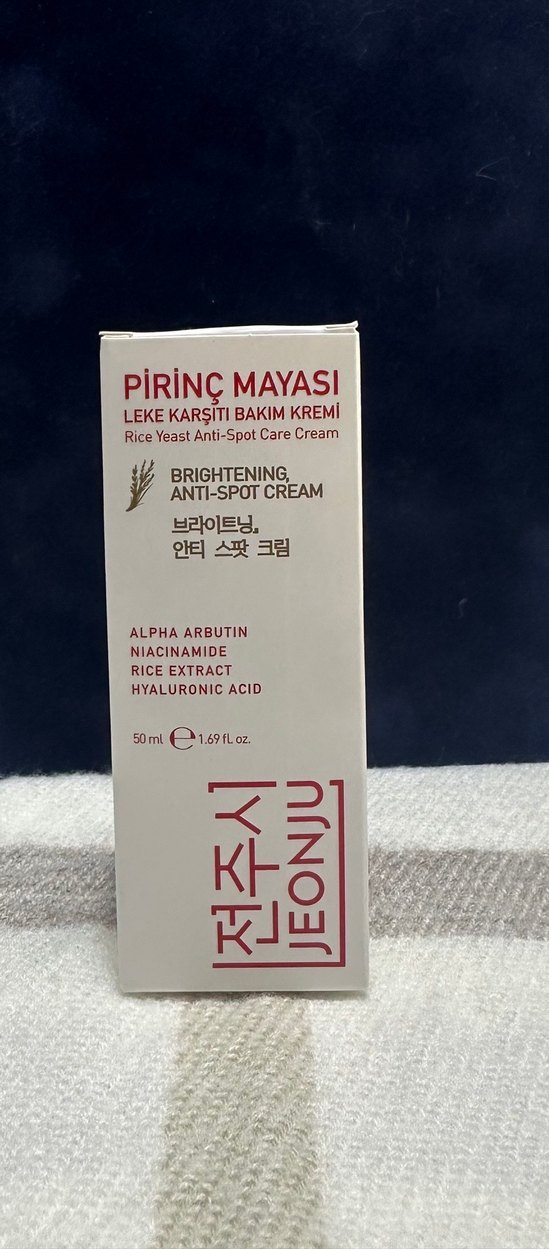 PİRİNÇ MAYASI
LEKE KARŞITI BAKIM KREMİ
Rice Yeast Anti-Spot Care Cream
BRIGHTENING,
ANTI-SPOT CREAM
브라이트닝,
안티 스팟 크림
ALPHA ARBUTIN
NIACINAMIDE
RICE EXTRACT
HYALURONIC ACID
50 ml ℮ 1.69 fL oz.
전주시
JEONJU